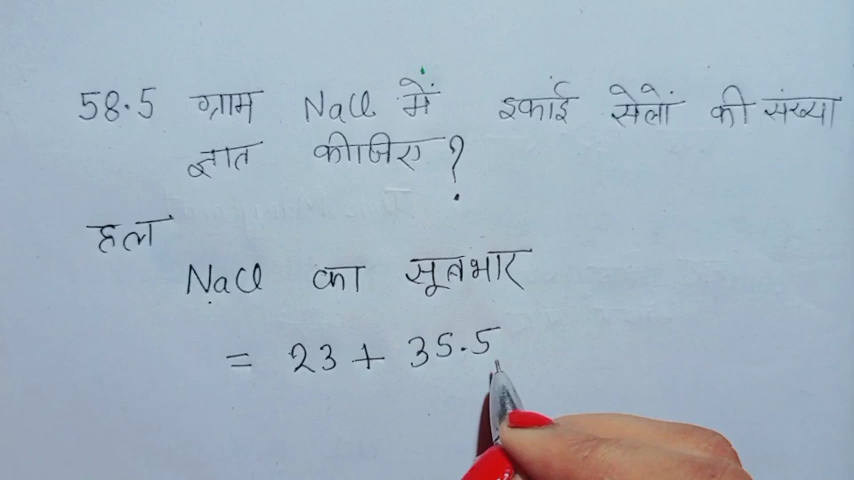 58.5 ग्राम NaCl में इकाई सेलों की संख्या
ज्ञात कीजिए?
हल
NaCl का सूत्रभार
= 23 + 35.5